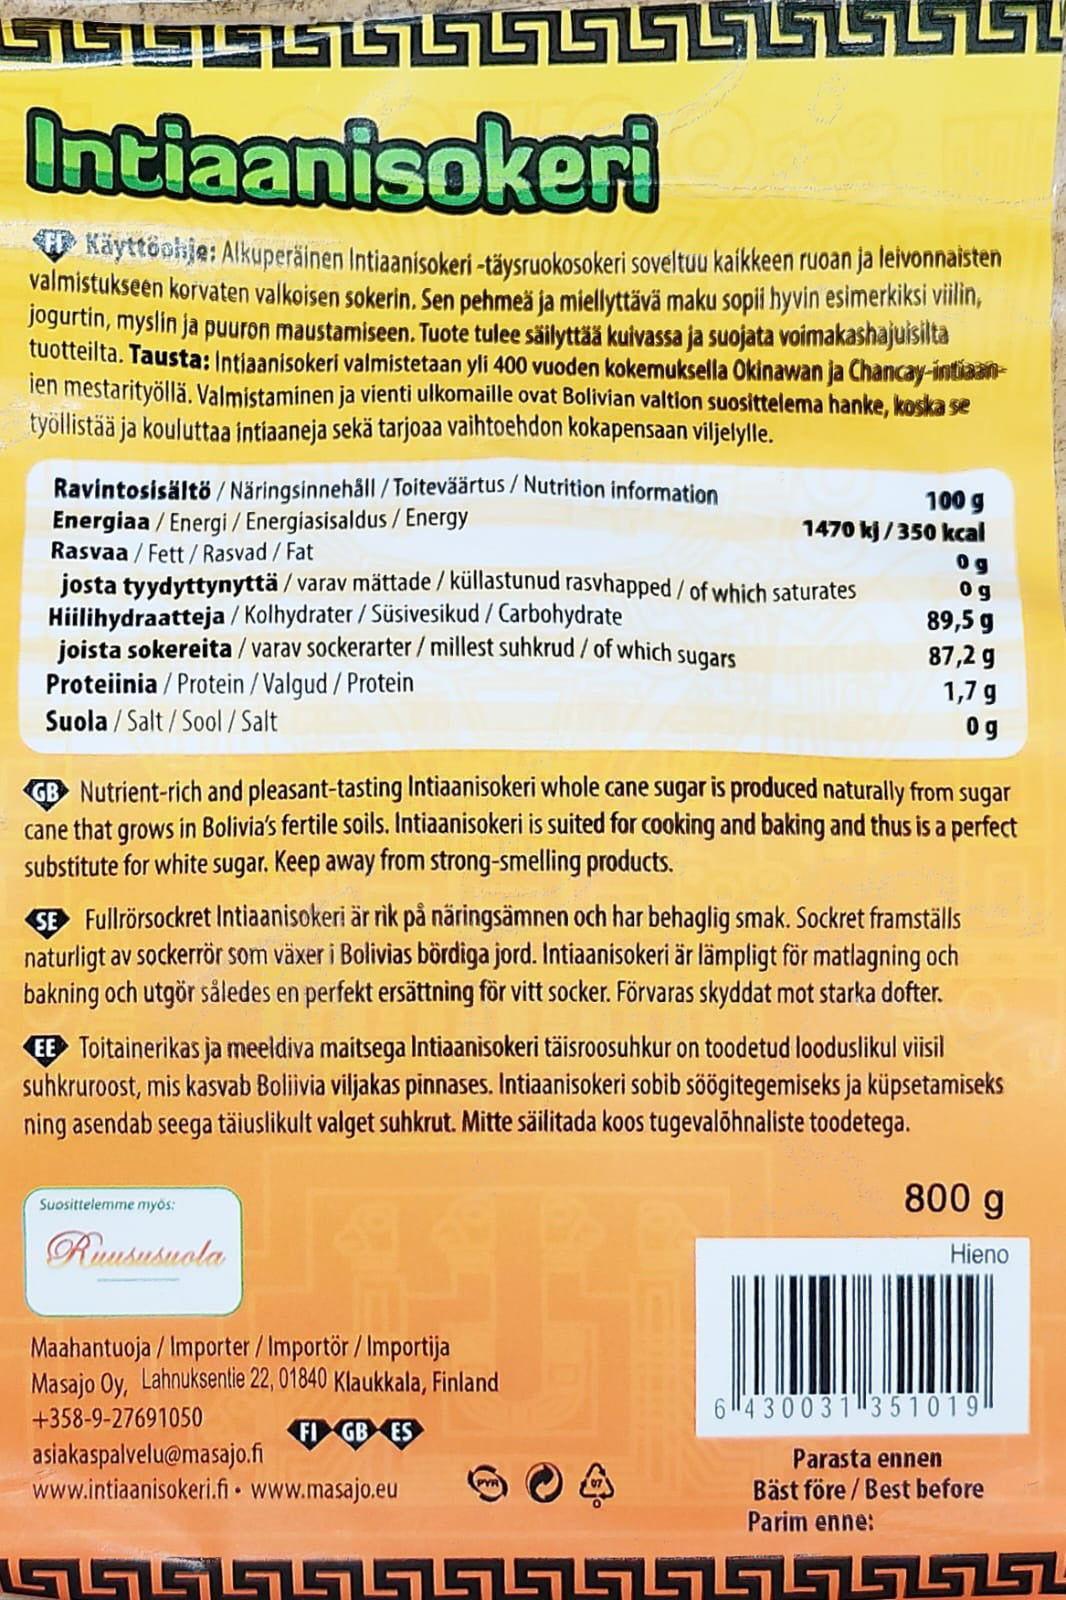 Intiaanisokeri
FI Käyttöohje: Alkuperäinen Intiaanisokeri -täysruokosokeri soveltuu kaikkeen ruoan ja leivonnaisten
valmistukseen korvaten valkoisen sokerin. Sen pehmeä ja miellyttävä maku sopii hyvin esimerkiksi viilin,
jogurtin, myslin ja puuron maustamiseen. Tuote tulee säilyttää kuivassa ja suojata voimakashajuisilta
tuotteilta. Tausta: Intiaanisokeri valmistetaan yli 400 vuoden kokemuksella Okinawan ja Chancay-intiaan-
ien mestarityöllä. Valmistaminen ja vienti ulkomaille ovat Bolivian valtion suosittelema hanke, koska se
työllistää ja kouluttaa intiaaneja sekä tarjoaa vaihtoehdon kokapensaan viljelylle.
Ravintosisältö / Näringsinnehåll / Toiteväärtus / Nutrition information 100 g
Energiaa / Energi / Energiasisaldus / Energy 1470 kj / 350 kcal
Rasvaa / Fett / Rasvad / Fat 0 g
josta tyydyttynyttä / varav mättade / küllastunud rasvhapped / of which saturates 0 g
Hiilihydraatteja / Kolhydrater / Süsivesikud / Carbohydrate 89,5 g
joista sokereita / varav sockerarter / millest suhkrud / of which sugars 87,2 g
Proteiinia / Protein / Valgud / Protein 1,7 g
Suola / Salt / Sool / Salt 0 g
GB Nutrient-rich and pleasant-tasting Intiaanisokeri whole cane sugar is produced naturally from sugar
cane that grows in Bolivia's fertile soils. Intiaanisokeri is suited for cooking and baking and thus is a perfect
substitute for white sugar. Keep away from strong-smelling products.
SE Fullrörsockret Intiaanisokeri är rik på näringsämnen och har behaglig smak. Sockret framställs
naturligt av sockerrör som växer i Bolivias bördiga jord. Intiaanisokeri är lämpligt för matlagning och
bakning och utgör således en perfekt ersättning för vitt socker. Förvaras skyddat mot starka dofter.
EE Toitainerikas ja meeldiva maitsega Intiaanisokeri täisroosuhkur on toodetud looduslikul viisil
suhkruroost, mis kasvab Boliivia viljakas pinnases. Intiaanisokeri sobib söögitegemiseks ja küpsetamiseks
ning asendab seega täiuslikult valget suhkrut. Mitte säilitada koos tugevalõhnaliste toodetega.
Suosittelemme myös:
Ruususuola
800 g
Hieno
6 430031 351019
Maahantuoja / Importer / Importör / Importija
Masajo Oy, Lahnuksentie 22, 01840 Klaukkala, Finland
+358-9-27691050
FI GB ES
asiakaspalvelu@masajo.fi
www.intiaanisokeri.fi • www.masajo.eu
PYR
07
O
Parasta ennen
Bäst före / Best before
Parim enne: